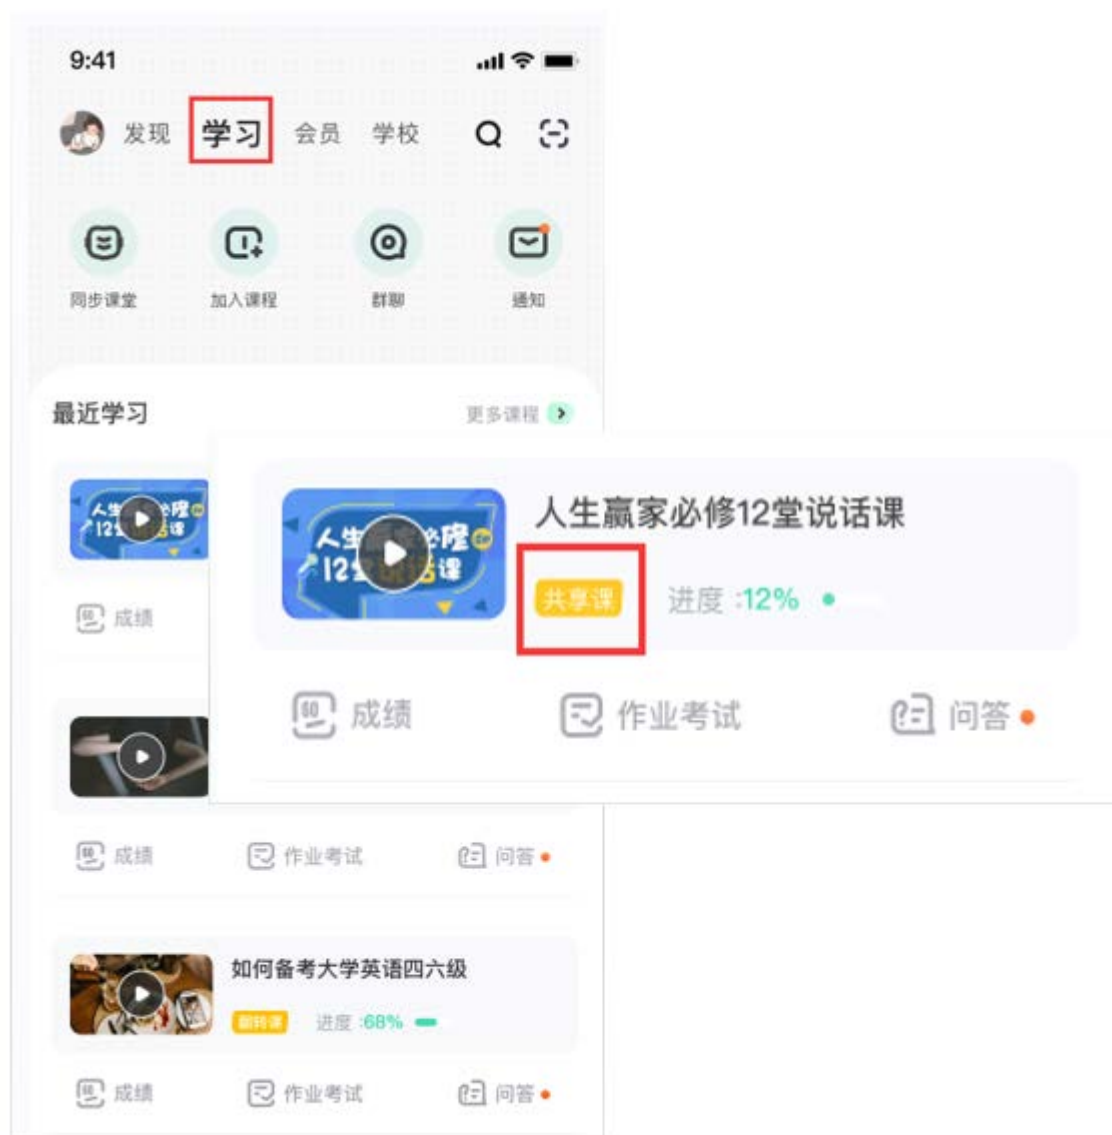 9:41
发现 学习 会员 学校
同步课堂 加入课程 群聊 通知
最近学习 更多课程
人生赢家必修12堂说话课
共享课 进度 :12%
成绩
成绩 作业考试 问答
成绩 作业考试 问答
如何备考大学英语四六级
翻转课 进度 :68%
成绩 作业考试 问答